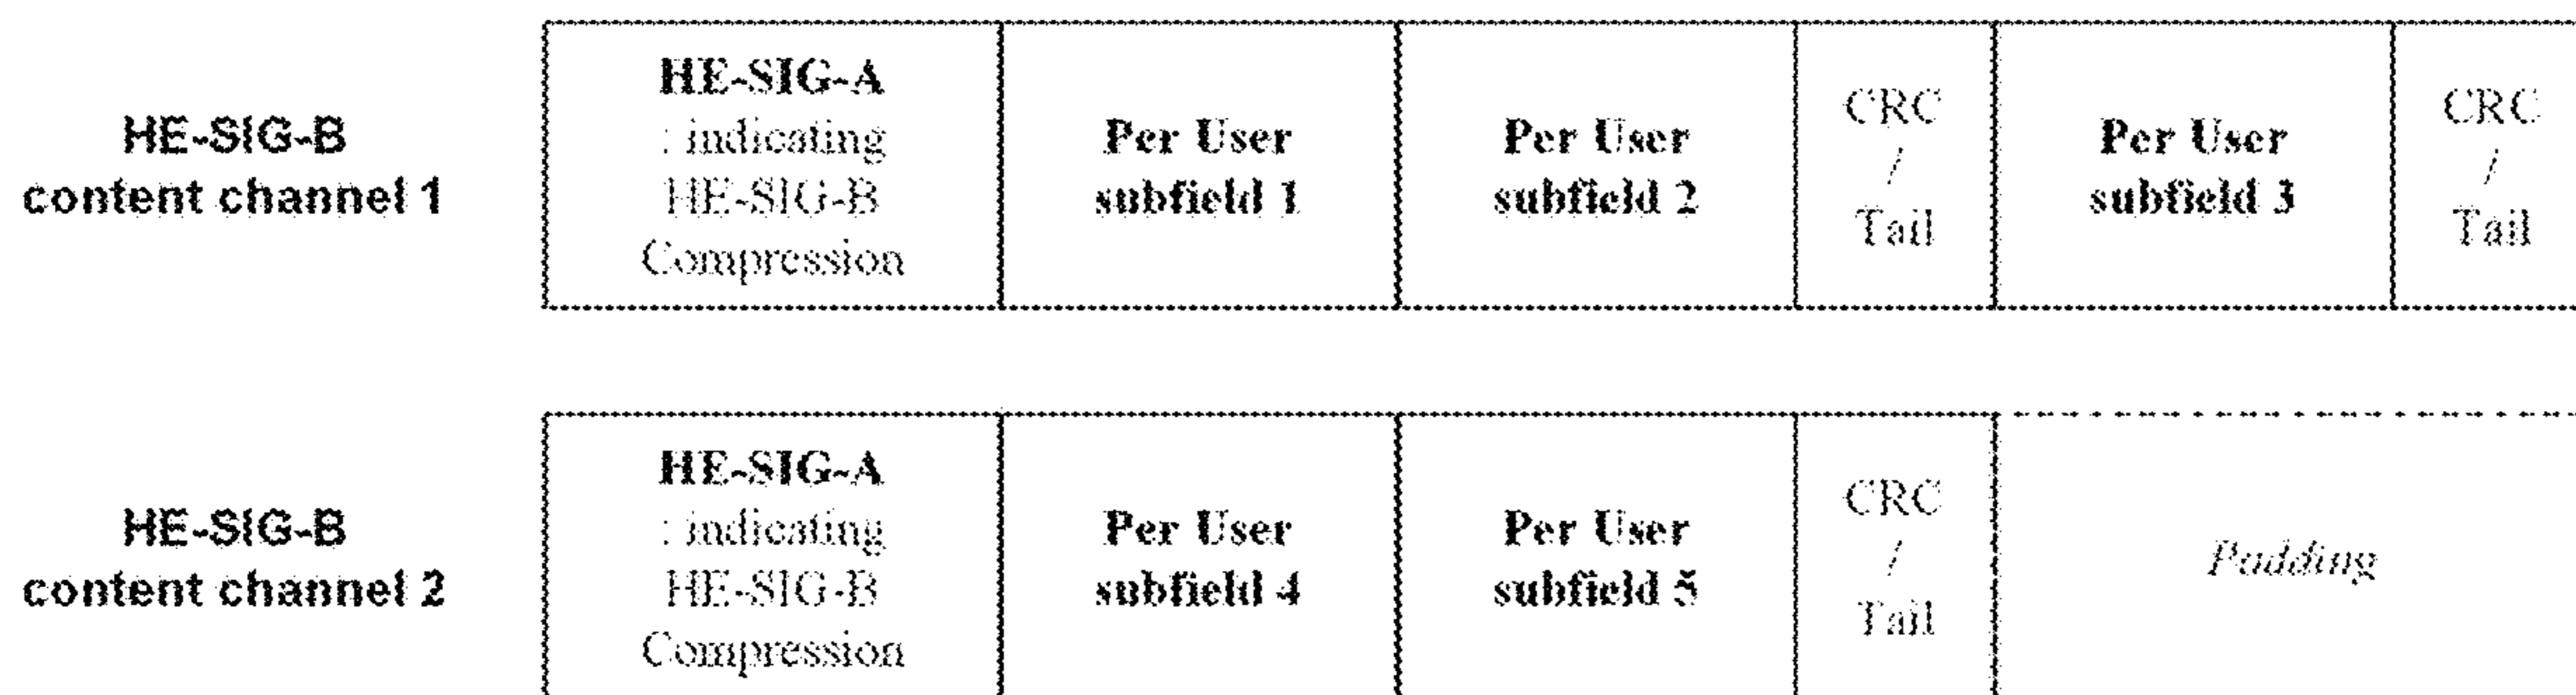 HE-SIG-B
content channel 1
HE-SIG-A
: indicating
HE-SIG-B
Compression
Per User
subfield 1
Per User
subfield 2
CRC
/
Tail
Per User
subfield 3
CRC
/
Tail
HE-SIG-B
content channel 2
HE-SIG-A
: indicating
HE-SIG-B
Compression
Per User
subfield 4
Per User
subfield 5
CRC
/
Tail
Padding